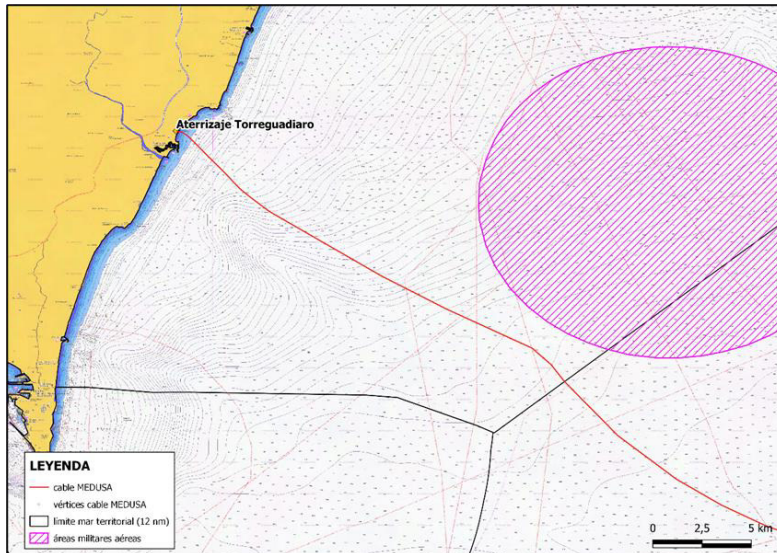 Aterrizaje Torreguadiaro
LEYENDA
cable MEDUSA
vértices cable MEDUSA
límite mar territorial (12 nm)
áreas militares aéreas
0 2,5 5 km